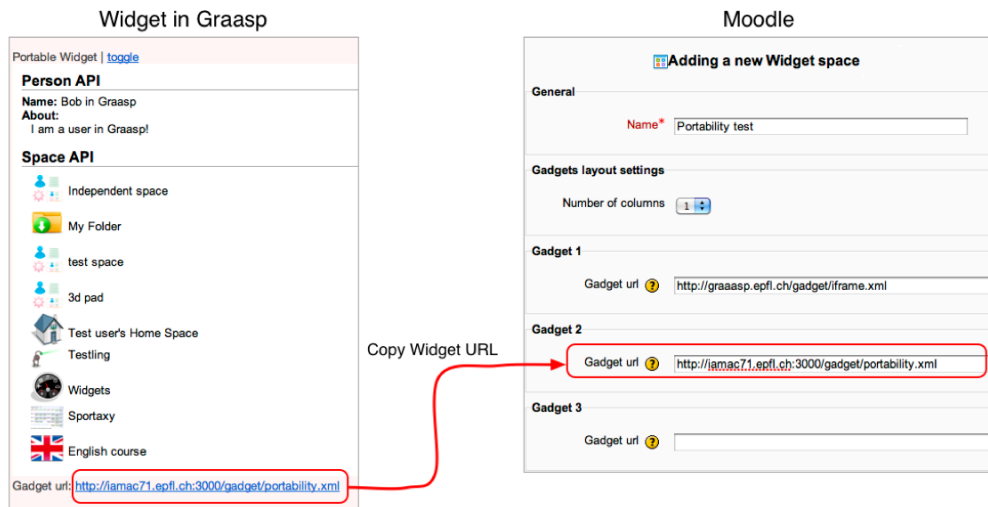 Widget in Graasp
Portable Widget | toggle
Person API
Name: Bob in Graasp
About:
I am a user in Graasp!
Space API
Independent space
My Folder
test space
3d pad
Test user's Home Space
Testling
Widgets
Sportaxy
English course
Gadget url: http://iamac71.epfl.ch:3000/gadget/portability.xml
Copy Widget URL
Moodle
Adding a new Widget space
General
Name* Portability test
Gadgets layout settings
Number of columns 1
Gadget 1
Gadget url ? http://graaasp.epfl.ch/gadget/iframe.xml
Gadget 2
Gadget url ? http://iamac71.epfl.ch:3000/gadget/portability.xml
Gadget 3
Gadget url ?